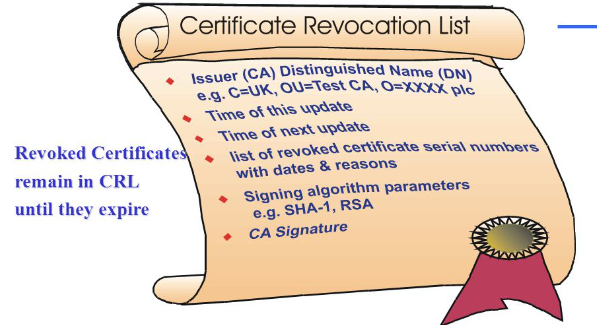 Certificate Revocation List
Issuer (CA) Distinguished Name (DN)
e.g. C=UK, OU=Test CA, O=XXXX plc
Time of this update
Time of next update
list of revoked certificate serial numbers
with dates & reasons
Signing algorithm parameters
e.g. SHA-1, RSA
CA Signature
Revoked Certificates
remain in CRL
until they expire